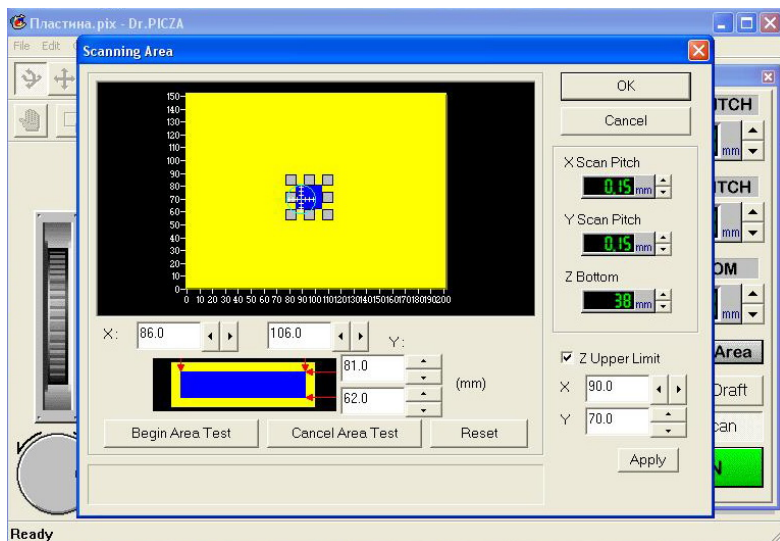 Пластина.pix - Dr.PICZA
File Edit
Scanning Area
150
140
130
120
110
100
90
80
70
60
50
40
30
20
10
0
0 10 20 30 40 50 60 70 80 90 100 110 120 130 140 150 160 170 180 190 200
OK
Cancel
X Scan Pitch
0,15 mm
Y Scan Pitch
0,15 mm
Z Bottom
38 mm
X: 86.0 106.0 Y:
81.0
62.0
(mm)
Z Upper Limit
X 90.0
Y 70.0
Apply
Begin Area Test Cancel Area Test Reset
ITCH
mm
ITCH
mm
OM
mm
Area
Draft
can
N
Ready